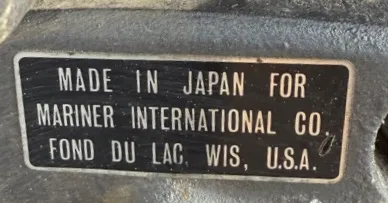 MADE IN JAPAN FOR
MARINER INTERNATIONAL CO.
FOND DU LAC, WIS, U.S.A.